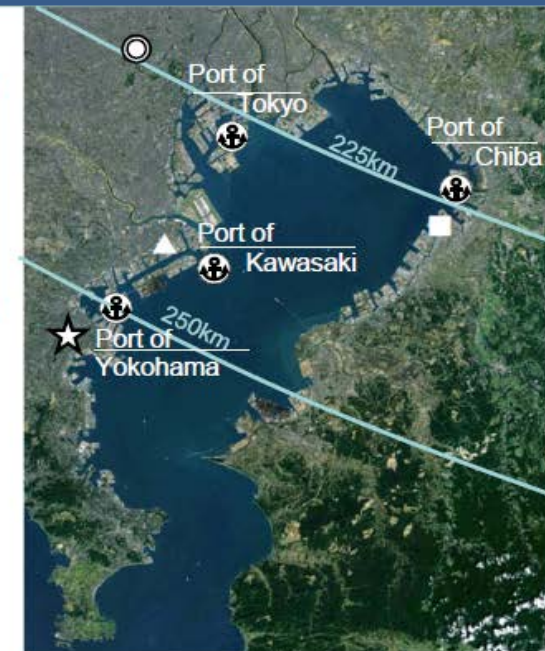 Port of
Tokyo
Port of
Chiba
225km
Port of
Kawasaki
250km
Port of
Yokohama